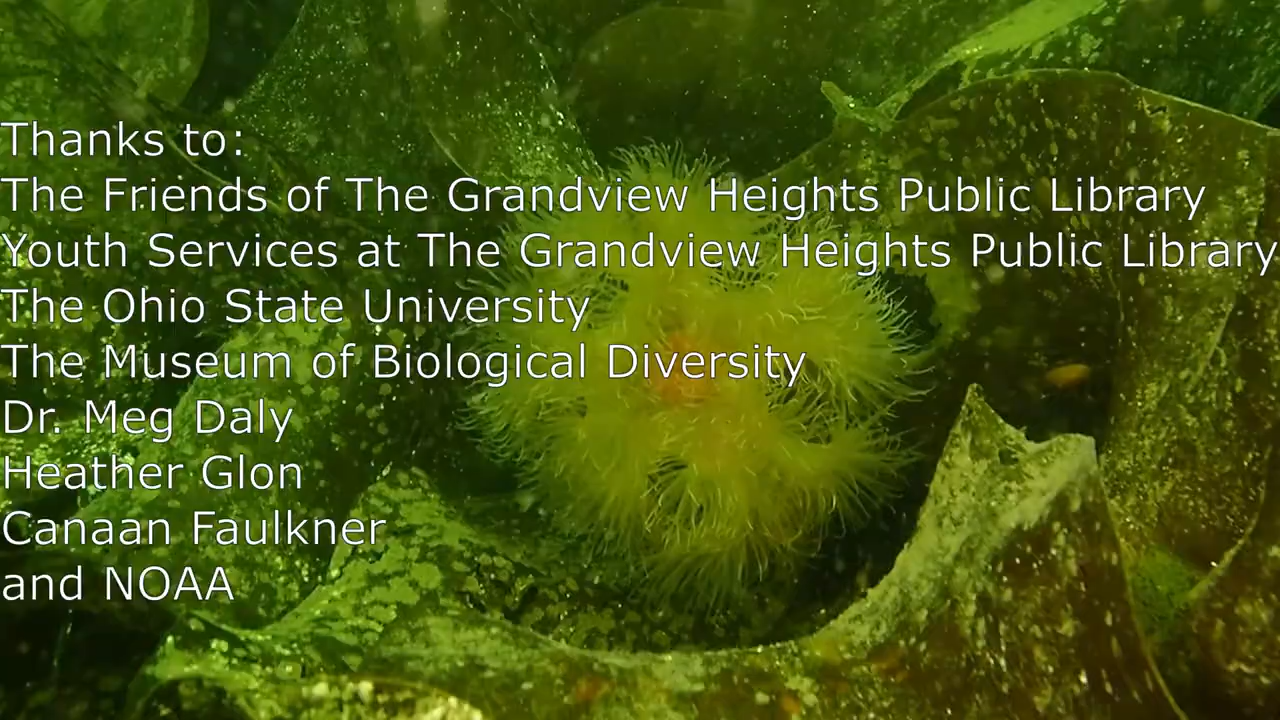 Thanks to:
The Friends of The Grandview Heights Public Library
Youth Services at The Grandview Heights Public Library
The Ohio State University
The Museum of Biological Diversity
Dr. Meg Daly
Heather Glon
Canaan Faulkner
and NOAA